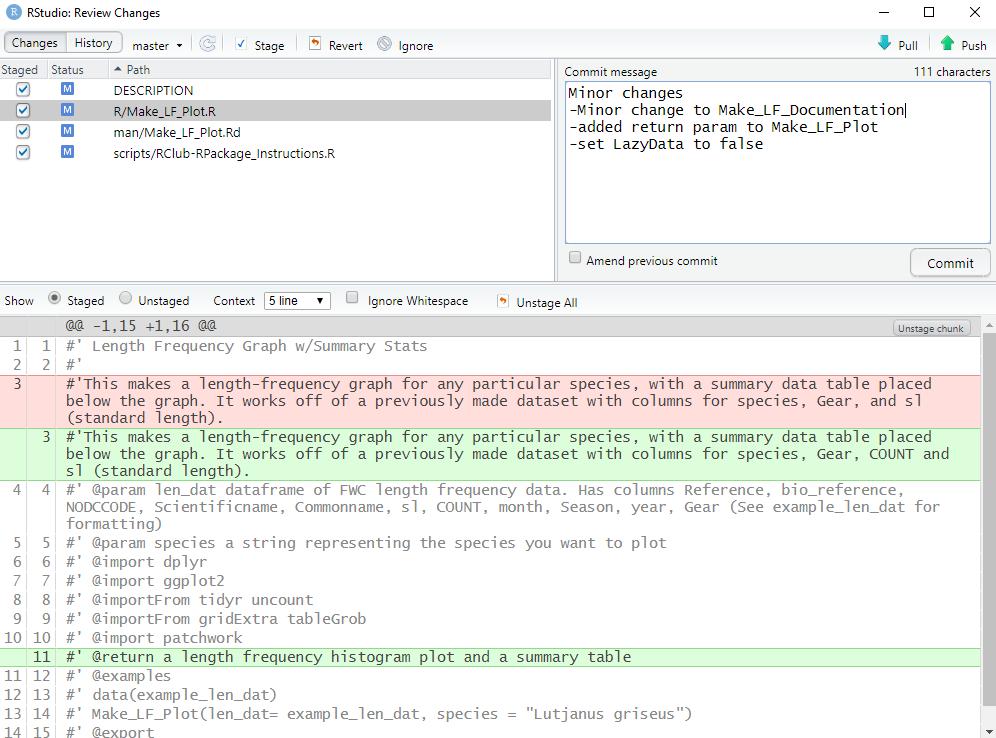 RStudio: Review Changes
Changes History master Stage Revert Ignore Pull Push
Staged Status Path
M DESCRIPTION
M R/Make_LF_Plot.R
M man/Make_LF_Plot.Rd
M scripts/RClub-RPackage_Instructions.R
Commit message 111 characters
Minor changes
-Minor change to Make_LF_Documentation
-added return param to Make_LF_Plot
-set LazyData to false
Amend previous commit Commit
Show Staged Unstaged Context 5 line Ignore Whitespace Unstage All
@@ -1,15 +1,16 @@ Unstage chunk
1 1 #' Length Frequency Graph w/Summary Stats
2 2 #'
3 #'This makes a length-frequency graph for any particular species, with a summary data table placed
below the graph. It works off of a previously made dataset with columns for species, Gear, and sl
(standard length).
3 #'This makes a length-frequency graph for any particular species, with a summary data table placed
below the graph. It works off of a previously made dataset with columns for species, Gear, COUNT and
sl (standard length).
4 4 #' @param len_dat dataframe of FWC length frequency data. Has columns Reference, bio_reference,
NODCCODE, Scientificname, Commonname, sl, COUNT, month, Season, year, Gear (See example_len_dat for
formatting)
5 5 #' @param species a string representing the species you want to plot
6 6 #' @import dplyr
7 7 #' @import ggplot2
8 8 #' @importFrom tidyr uncount
9 9 #' @importFrom gridExtra tableGrob
10 10 #' @import patchwork
11 #' @return a length frequency histogram plot and a summary table
11 12 #' @examples
12 13 #' data(example_len_dat)
13 14 #' Make_LF_Plot(len_dat= example_len_dat, species = "Lutjanus griseus")
14 15 #' @export